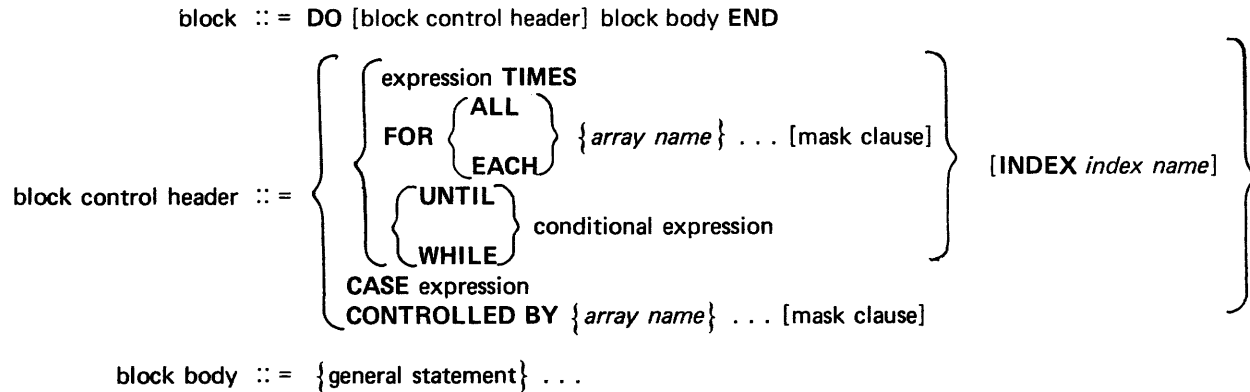 block :: = DO [block control header] block body END
expression TIMES
ALL
FOR { } {array name} . . . [mask clause]
EACH
[INDEX index name]
block control header :: =
UNTIL
{ } conditional expression
WHILE
CASE expression
CONTROLLED BY {array name} . . . [mask clause]
block body :: = {general statement} . . .